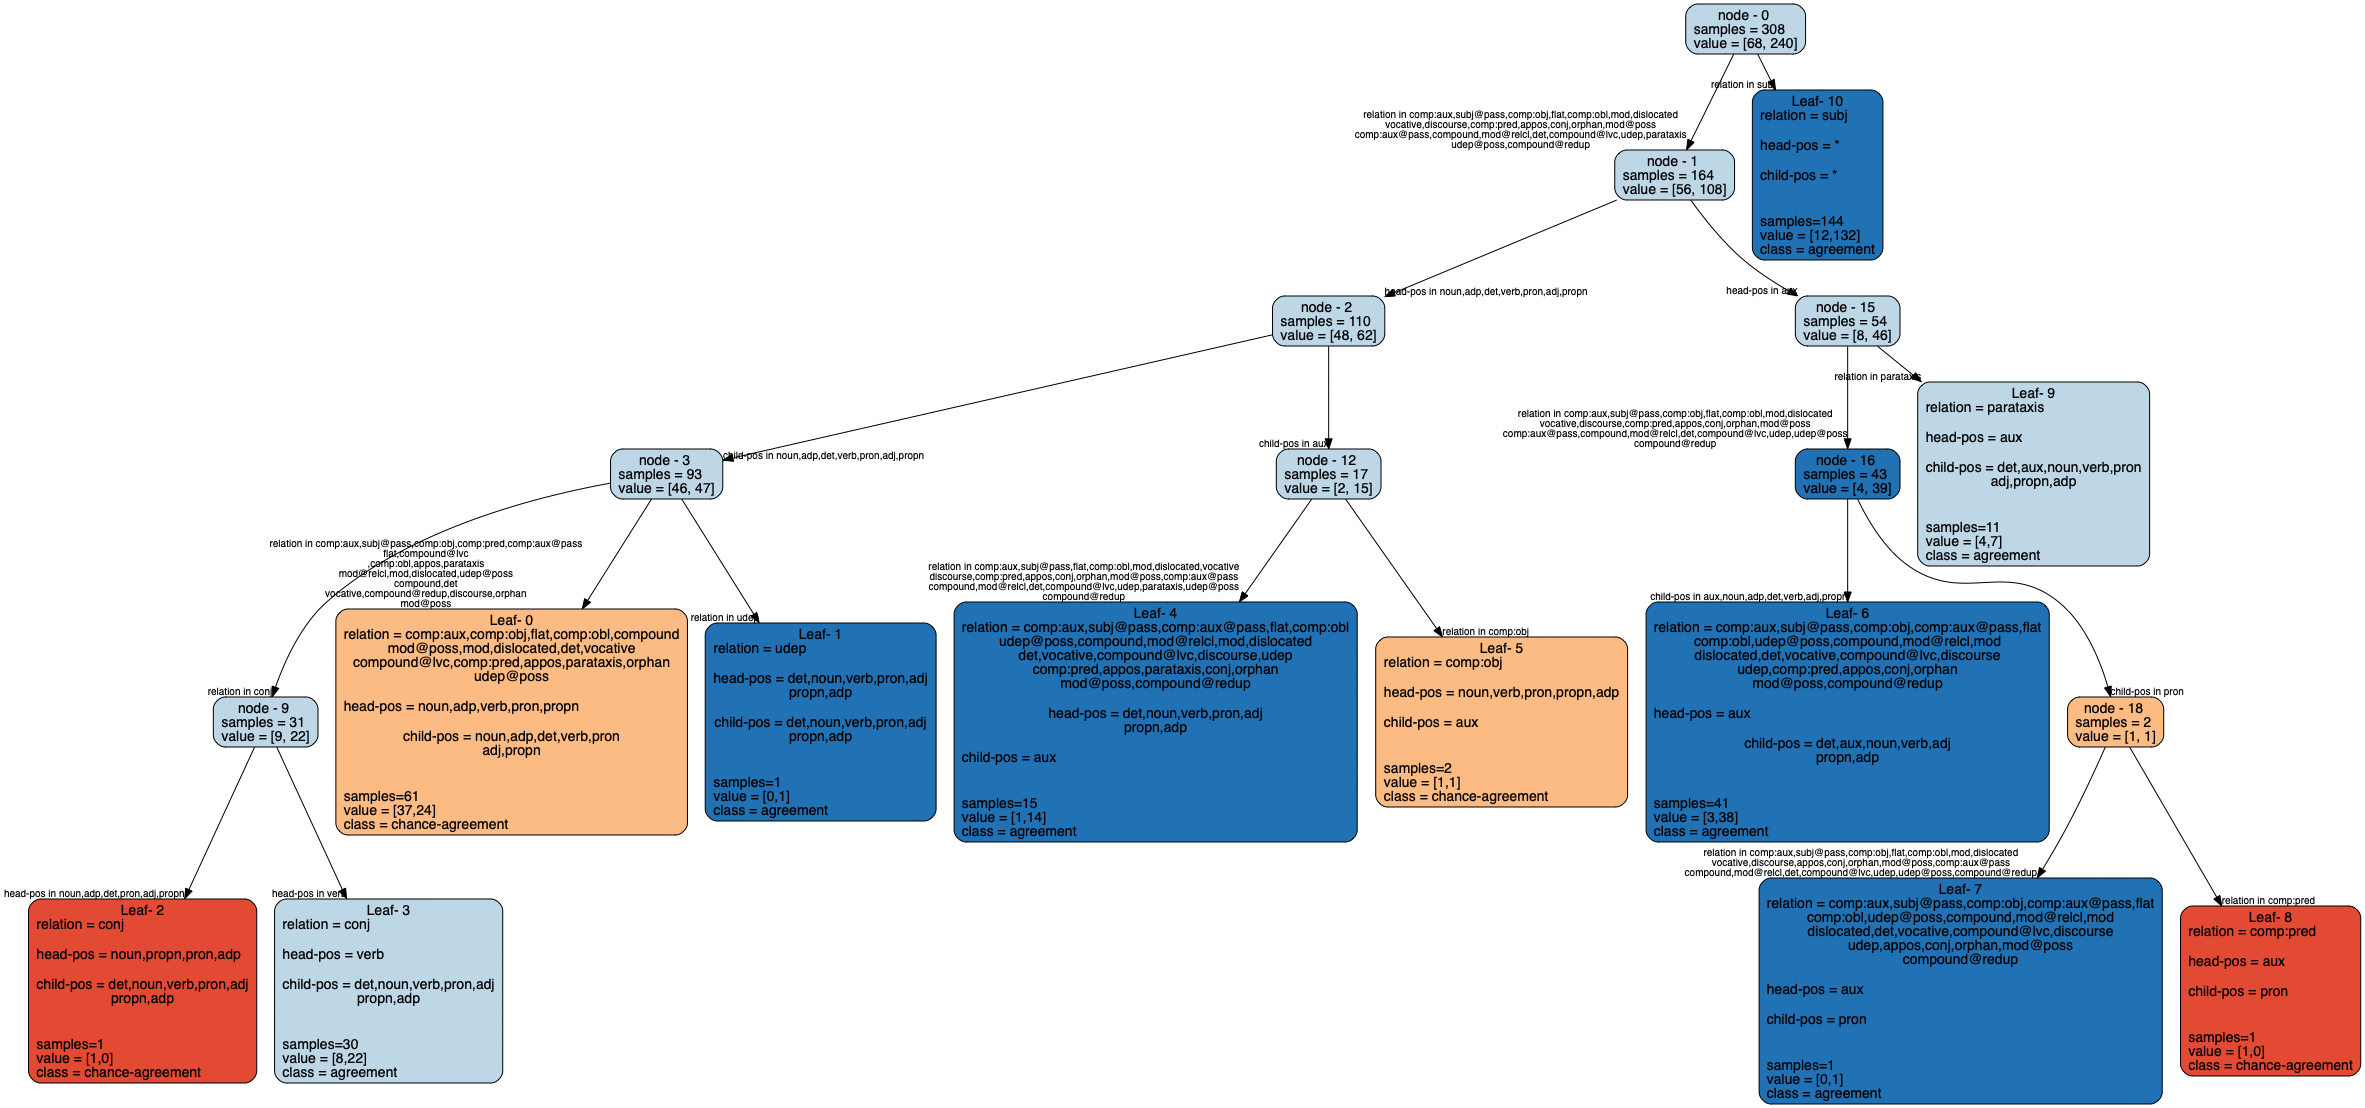 node - 0
samples = 308
value = [68, 240]
relation in subj
Leaf- 10
relation = subj
head-pos = *
child-pos = *
samples=144
value = [12,132]
class = agreement
relation in comp:aux,subj@pass,comp:obj,flat,comp:obl,mod,dislocated
vocative,discourse,comp:pred,appos,conj,orphan,mod@poss
comp:aux@pass,compound,mod@relcl,det,compound@lvc,udep,parataxis
udep@poss,compound@redup
node - 1
samples = 164
value = [56, 108]
head-pos in noun,adp,det,verb,pron,adj,propn
node - 2
samples = 110
value = [48, 62]
head-pos in aux
node - 15
samples = 54
value = [8, 46]
child-pos in noun,adp,det,verb,pron,adj,propn
node - 3
samples = 93
value = [46, 47]
child-pos in aux
node - 12
samples = 17
value = [2, 15]
relation in comp:aux,subj@pass,comp:obj,flat,comp:obl,mod,dislocated
vocative,discourse,comp:pred,appos,conj,orphan,mod@poss
comp:aux@pass,compound,mod@relcl,det,compound@lvc,udep,udep@poss
compound@redup
node - 16
samples = 43
value = [4, 39]
relation in parataxis
Leaf- 9
relation = parataxis
head-pos = aux
child-pos = det,aux,noun,verb,pron
adj,propn,adp
samples=11
value = [4,7]
class = agreement
relation in comp:aux,subj@pass,comp:obj,comp:pred,comp:aux@pass
flat,compound@lvc
,comp:obl,appos,parataxis
mod@relcl,mod,dislocated,udep@poss
compound,det
vocative,compound@redup,discourse,orphan
mod@poss
relation in conj
node - 9
samples = 31
value = [9, 22]
Leaf- 0
relation = comp:aux,comp:obj,flat,comp:obl,compound
mod@poss,mod,dislocated,det,vocative
compound@lvc,comp:pred,appos,parataxis,orphan
udep@poss
head-pos = noun,adp,verb,pron,propn
child-pos = noun,adp,det,verb,pron
adj,propn
samples=61
value = [37,24]
class = chance-agreement
relation in udep
Leaf- 1
relation = udep
head-pos = det,noun,verb,pron,adj
propn,adp
child-pos = det,noun,verb,pron,adj
propn,adp
samples=1
value = [0,1]
class = agreement
relation in comp:aux,subj@pass,flat,comp:obl,mod,dislocated,vocative
discourse,comp:pred,appos,conj,orphan,mod@poss,comp:aux@pass
compound,mod@relcl,det,compound@lvc,udep,parataxis,udep@poss
compound@redup
Leaf- 4
relation = comp:aux,subj@pass,comp:aux@pass,flat,comp:obl
udep@poss,compound,mod@relcl,mod,dislocated
det,vocative,compound@lvc,discourse,udep
comp:pred,appos,parataxis,conj,orphan
mod@poss,compound@redup
head-pos = det,noun,verb,pron,adj
propn,adp
child-pos = aux
samples=15
value = [1,14]
class = agreement
relation in comp:obj
Leaf- 5
relation = comp:obj
head-pos = noun,verb,pron,propn,adp
child-pos = aux
samples=2
value = [1,1]
class = chance-agreement
child-pos in aux,noun,adp,det,verb,adj,propn
Leaf- 6
relation = comp:aux,subj@pass,comp:obj,comp:aux@pass,flat
comp:obl,udep@poss,compound,mod@relcl,mod
dislocated,det,vocative,compound@lvc,discourse
udep,comp:pred,appos,conj,orphan
mod@poss,compound@redup
head-pos = aux
child-pos = det,aux,noun,verb,adj
propn,adp
samples=41
value = [3,38]
class = agreement
child-pos in pron
node - 18
samples = 2
value = [1, 1]
head-pos in noun,adp,det,pron,adj,propn
Leaf- 2
relation = conj
head-pos = noun,propn,pron,adp
child-pos = det,noun,verb,pron,adj
propn,adp
samples=1
value = [1,0]
class = chance-agreement
head-pos in verb
Leaf- 3
relation = conj
head-pos = verb
child-pos = det,noun,verb,pron,adj
propn,adp
samples=30
value = [8,22]
class = agreement
relation in comp:aux,subj@pass,comp:obj,flat,comp:obl,mod,dislocated
vocative,discourse,appos,conj,orphan,mod@poss,comp:aux@pass
compound,mod@relcl,det,compound@lvc,udep,udep@poss,compound@redup
Leaf- 7
relation = comp:aux,subj@pass,comp:obj,comp:aux@pass,flat
comp:obl,udep@poss,compound,mod@relcl,mod
dislocated,det,vocative,compound@lvc,discourse
udep,appos,conj,orphan,mod@poss
compound@redup
head-pos = aux
child-pos = pron
samples=1
value = [0,1]
class = agreement
relation in comp:pred
Leaf- 8
relation = comp:pred
head-pos = aux
child-pos = pron
samples=1
value = [1,0]
class = chance-agreement